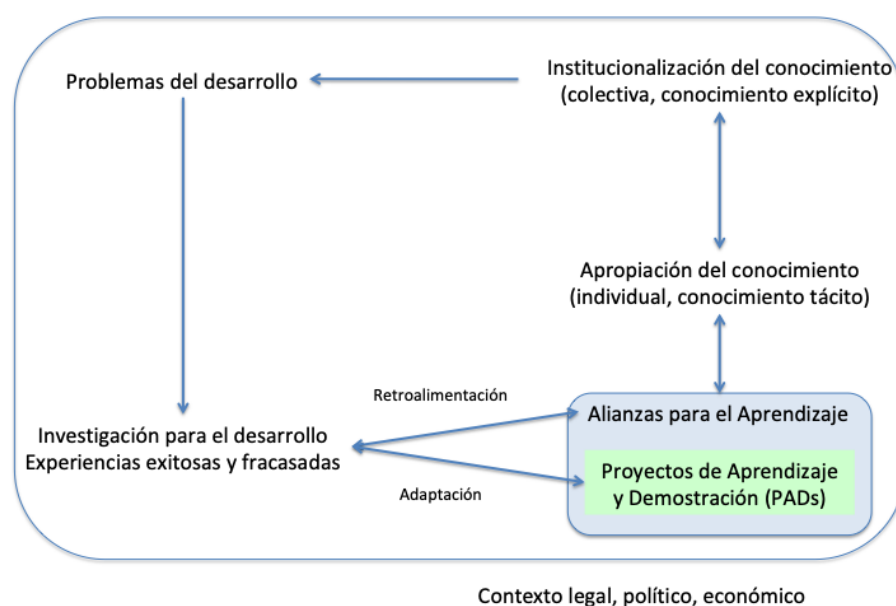 Problemas del desarrollo
Institucionalización del conocimiento
(colectiva, conocimiento explícito)
Apropiación del conocimiento
(individual, conocimiento tácito)
Retroalimentación
Alianzas para el Aprendizaje
Investigación para el desarrollo
Experiencias exitosas y fracasadas
Proyectos de Aprendizaje
y Demostración (PADs)
Adaptación
Contexto legal, político, económico